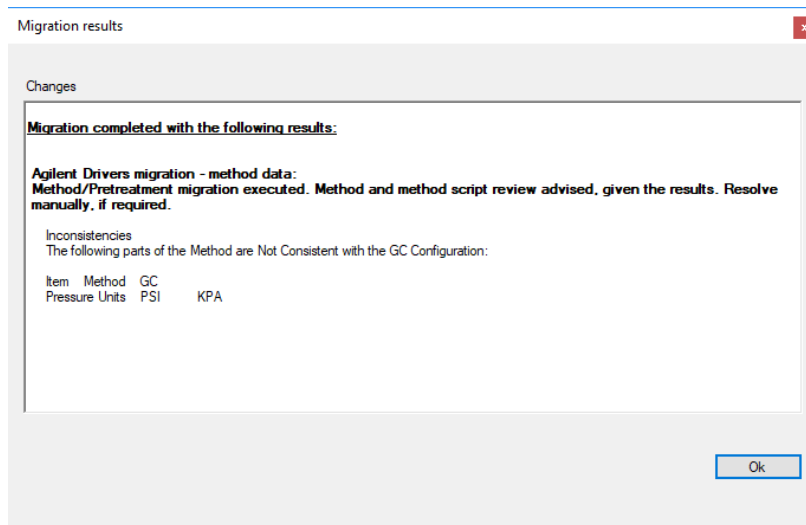 Migration results
Changes
Migration completed with the following results:
Agilent Drivers migration - method data:
Method/Pretreatment migration executed. Method and method script review advised, given the results. Resolve
manually, if required.
Inconsistencies
The following parts of the Method are Not Consistent with the GC Configuration:
Item Method GC
Pressure Units PSI KPA
Ok